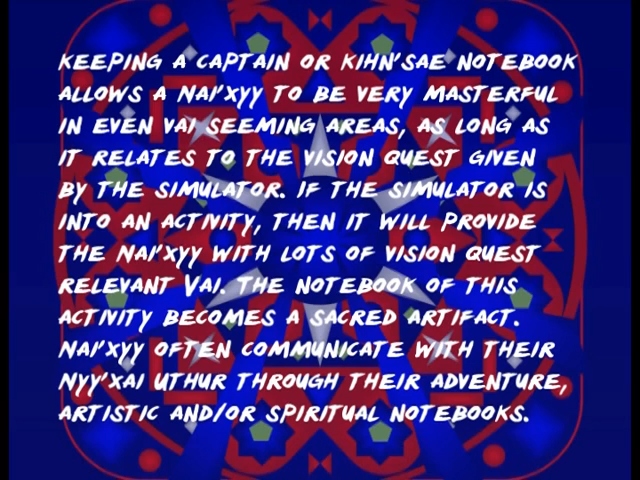 KEEPING A CAPTAIN OR KIHN'SAE NOTEBOOK
ALLOWS A NAI'XYY TO BE VERY MASTERFUL
IN EVEN VAI SEEMING AREAS, AS LONG AS
IT RELATES TO THE VISION QUEST GIVEN
BY THE SIMULATOR. IF THE SIMULATOR IS
INTO AN ACTIVITY, THEN IT WILL PROVIDE
THE NAI'XYY WITH LOTS OF VISION QUEST
RELEVANT VAI. THE NOTEBOOK OF THIS
ACTIVITY BECOMES A SACRED ARTIFACT.
NAI'XYY OFTEN COMMUNICATE WITH THEIR
NYY'XAI UTHUR THROUGH THEIR ADVENTURE,
ARTISTIC AND/OR SPIRITUAL NOTEBOOKS.